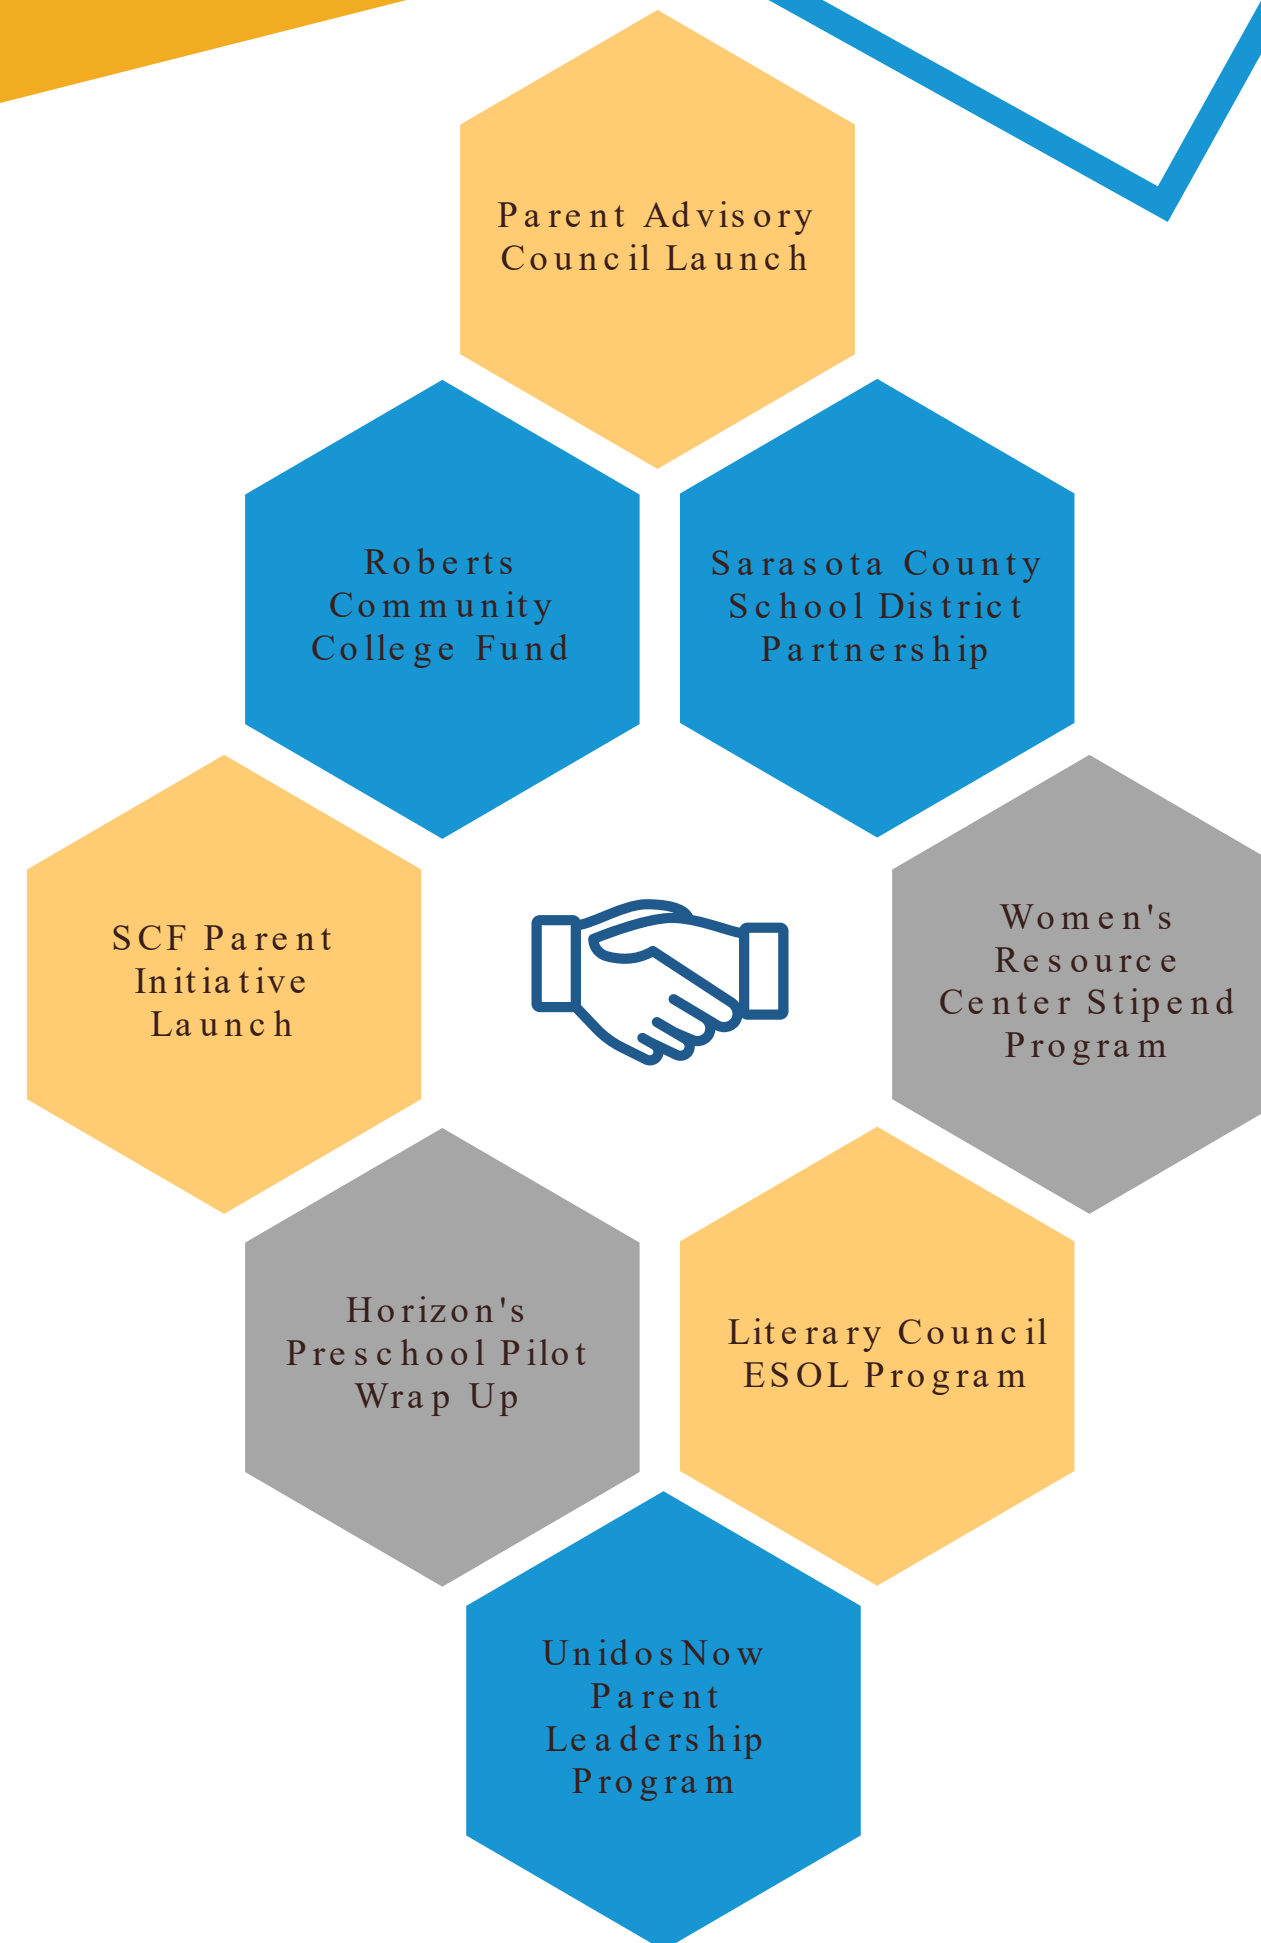 Parent Advisory
Council Launch
Roberts
Community
College Fund
Sarasota County
School District
Partnership
SCF Parent
Initiative
Launch
Women's
Resource
Center Stipend
Program
Horizon's
Preschool Pilot
Wrap Up
Literary Council
ESOL Program
UnidosNow
Parent
Leadership
Program